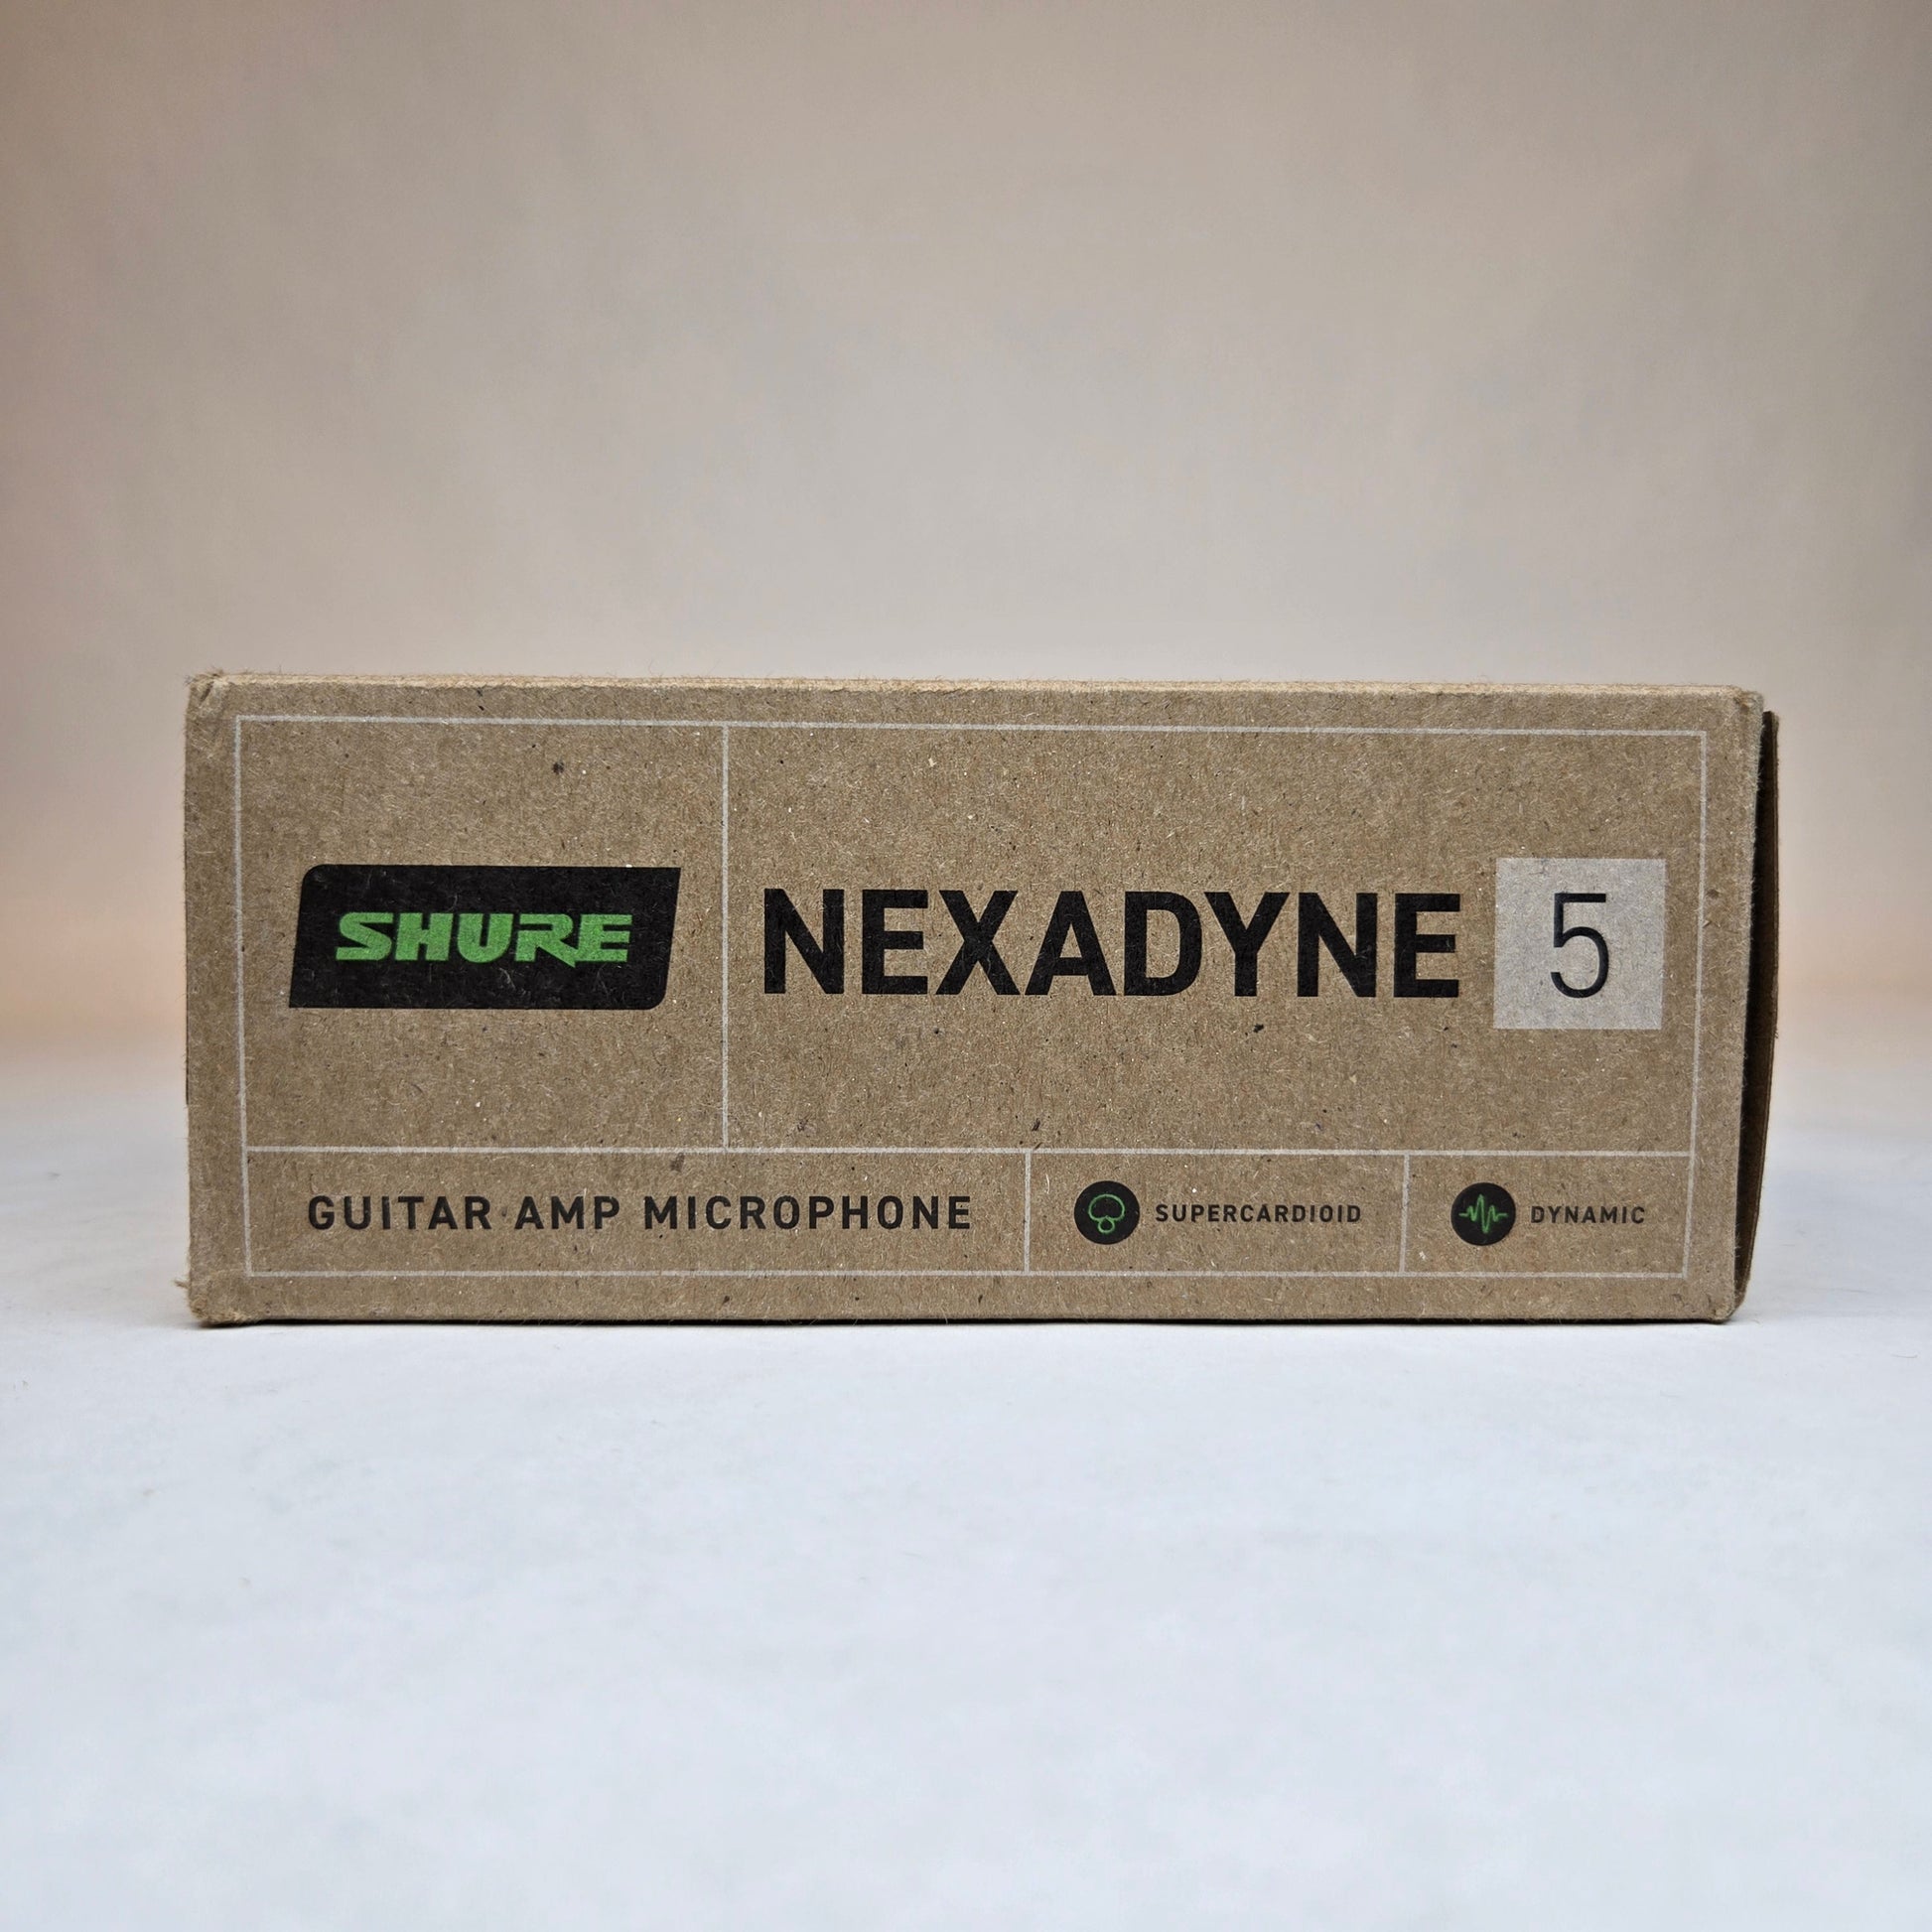 SHURE
NEXADYNE 5
GUITAR AMP MICROPHONE
SUPERCARDIOID
DYNAMIC